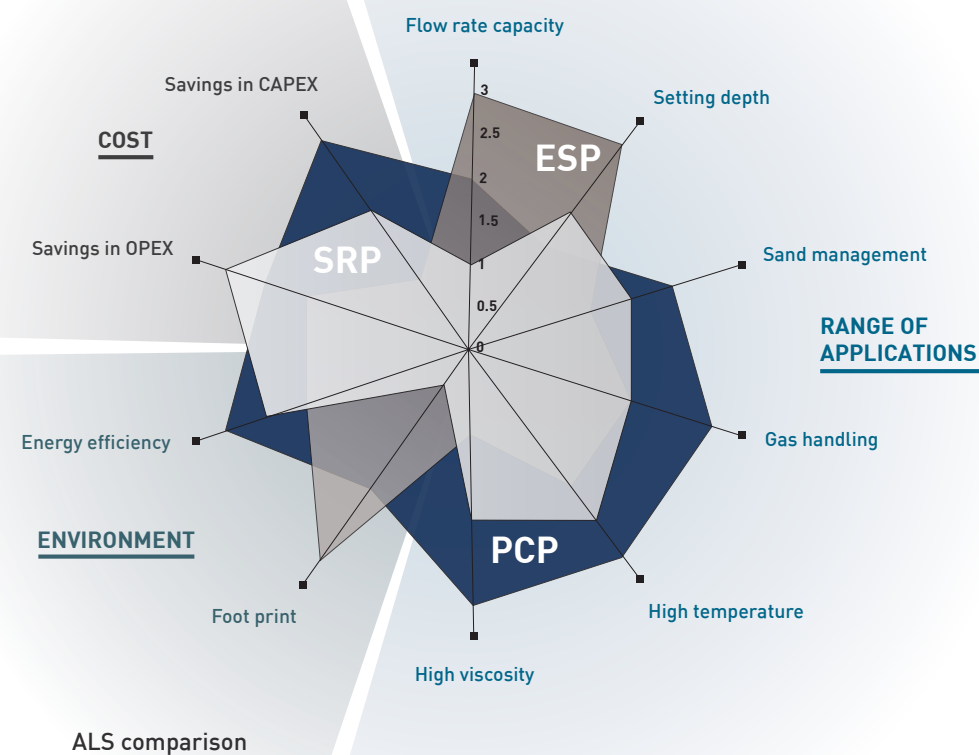 Flow rate capacity
Savings in CAPEX
Setting depth
COST
3
2.5
ESP
2
1.5
Savings in OPEX
SRP
1
Sand management
0.5
RANGE OF
APPLICATIONS
0
Energy efficiency
Gas handling
ENVIRONMENT
PCP
Foot print
High temperature
High viscosity
ALS comparison